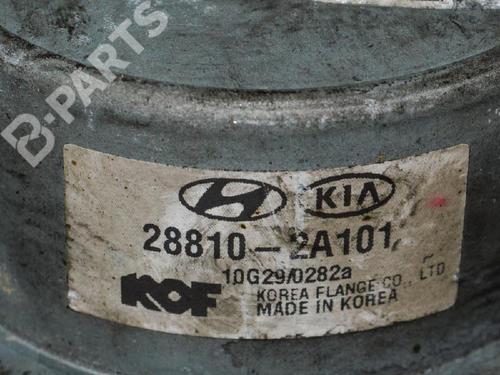 B-PARTS
KIA
28810-2A101
10G29/0282a
KOF
KOREA FLANGE CO., LTD
MADE IN KOREA